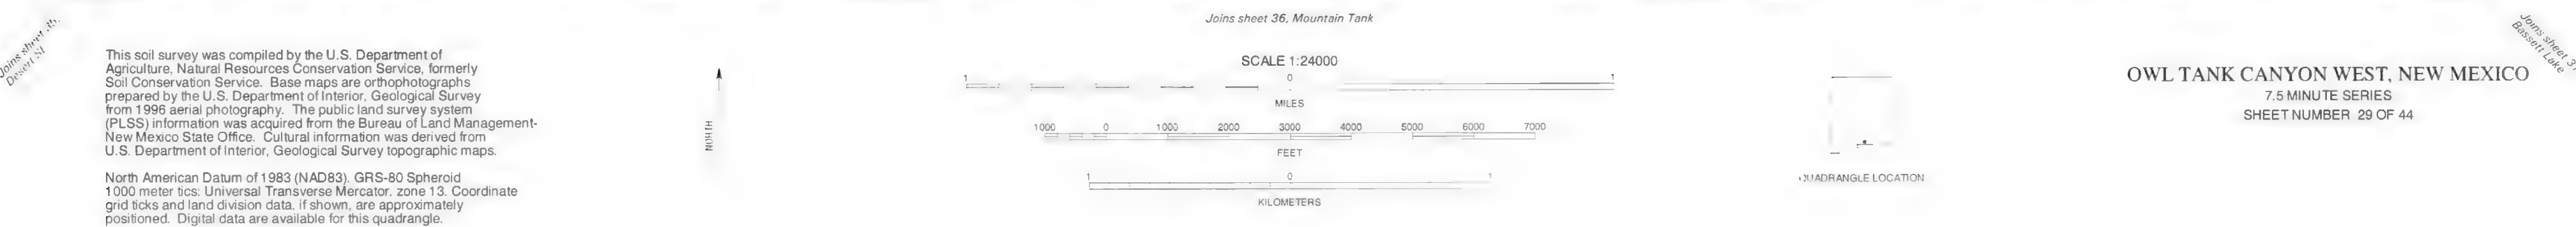 Joins sheet
Desert
This soil survey was compiled by the U.S. Department of
Agriculture, Natural Resources Conservation Service, formerly
Soil Conservation Service. Base maps are orthophotographs
prepared by the U.S. Department of Interior, Geological Survey
from 1996 aerial photography. The public land survey system
(PLSS) information was acquired from the Bureau of Land Management-
New Mexico State Office. Cultural information was derived from
U.S. Department of Interior, Geological Survey topographic maps.
North American Datum of 1983 (NAD83). GRS-80 Spheroid
1000 meter tics: Universal Transverse Mercator. zone 13. Coordinate
grid ticks and land division data, if shown, are approximately
positioned. Digital data are available for this quadrangle.
NORTH
Joins sheet 36, Mountain Tank
SCALE 1:24000
1 0 1
MILES
1000 0 1000 2000 3000 4000 5000 6000 7000
FEET
1 0 1
KILOMETERS
QUADRANGLE LOCATION
OWL TANK CANYON WEST, NEW MEXICO
7.5 MINUTE SERIES
SHEET NUMBER 29 OF 44
Joins sheet
Bassett Lake